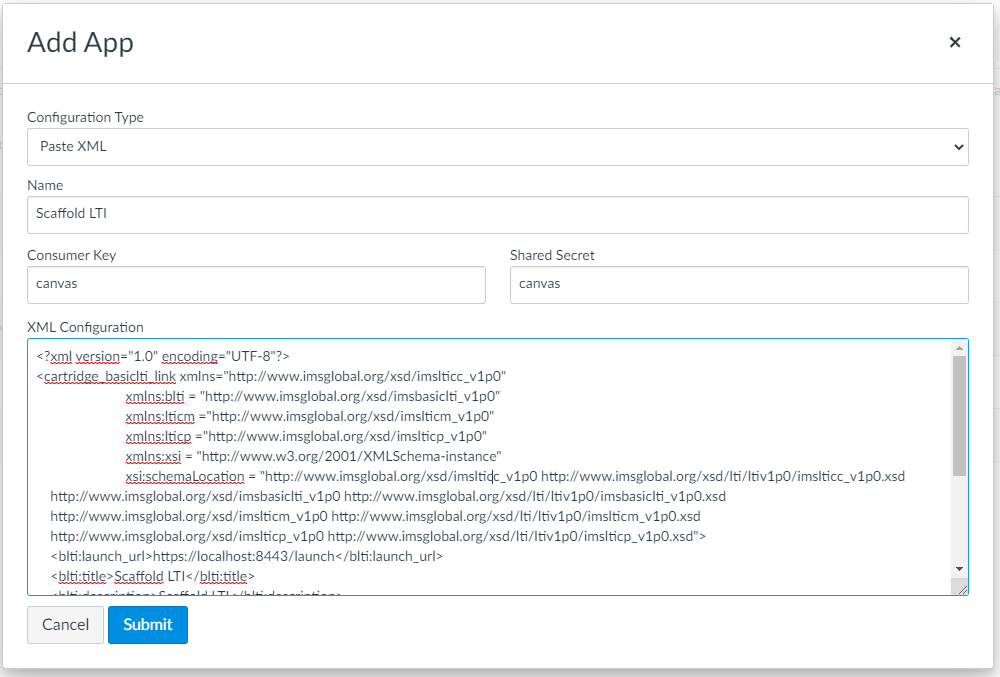 Add App
×
Configuration Type
Paste XML
Name
Scaffold LTI
Consumer Key
Shared Secret
canvas
canvas
XML Configuration
<?xml version="1.0" encoding="UTF-8"?>
<cartridge_basiclti_link xmlns="http://www.imsglobal.org/xsd/imslticc_v1p0"
xmlns:blti = "http://www.imsglobal.org/xsd/imsbasiclti_v1p0"
xmlns:lticm ="http://www.imsglobal.org/xsd/imslticm_v1p0"
xmlns:lticp ="http://www.imsglobal.org/xsd/imslticp_v1p0"
xmlns:xsi = "http://www.w3.org/2001/XMLSchema-instance"
xsi:schemaLocation = "http://www.imsglobal.org/xsd/imslticc_v1p0 http://www.imsglobal.org/xsd/lti/ltiv1p0/imslticc_v1p0.xsd
http://www.imsglobal.org/xsd/imsbasiclti_v1p0 http://www.imsglobal.org/xsd/lti/ltiv1p0/imsbasiclti_v1p0.xsd
http://www.imsglobal.org/xsd/imslticm_v1p0 http://www.imsglobal.org/xsd/lti/ltiv1p0/imslticm_v1p0.xsd
http://www.imsglobal.org/xsd/imslticp_v1p0 http://www.imsglobal.org/xsd/lti/ltiv1p0/imslticp_v1p0.xsd">
<blti:launch_url>https://localhost:8443/launch</blti:launch_url>
<blti:title>Scaffold LTI</blti:title>
<blti:description>Scaffold LTI</blti:description>
Cancel
Submit